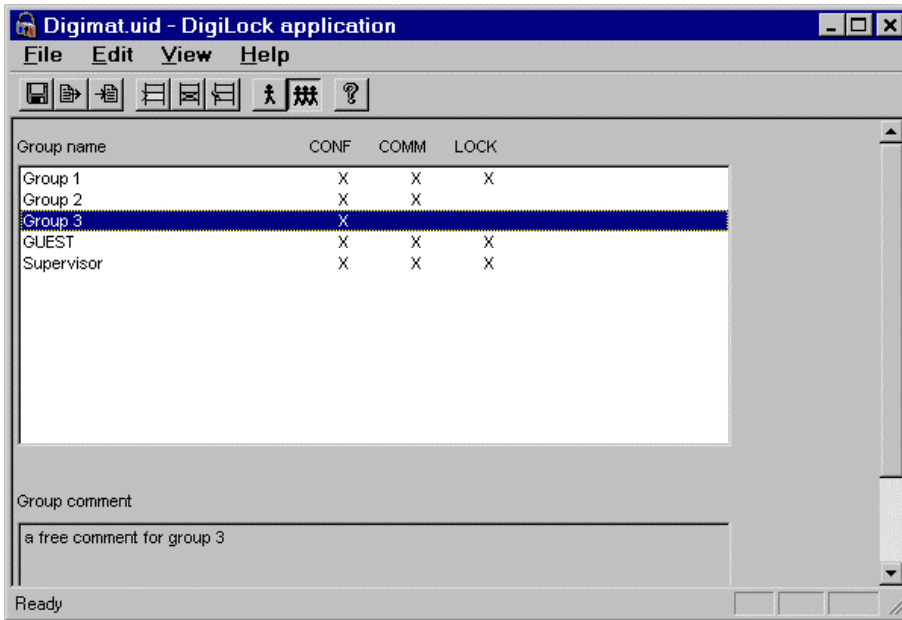 Digimat.uid - DigiLock application
File Edit View Help
Group name CONF COMM LOCK
Group 1 X X X
Group 2 X X
Group 3 X
GUEST X X X
Supervisor X X X
Group comment
a free comment for group 3
Ready